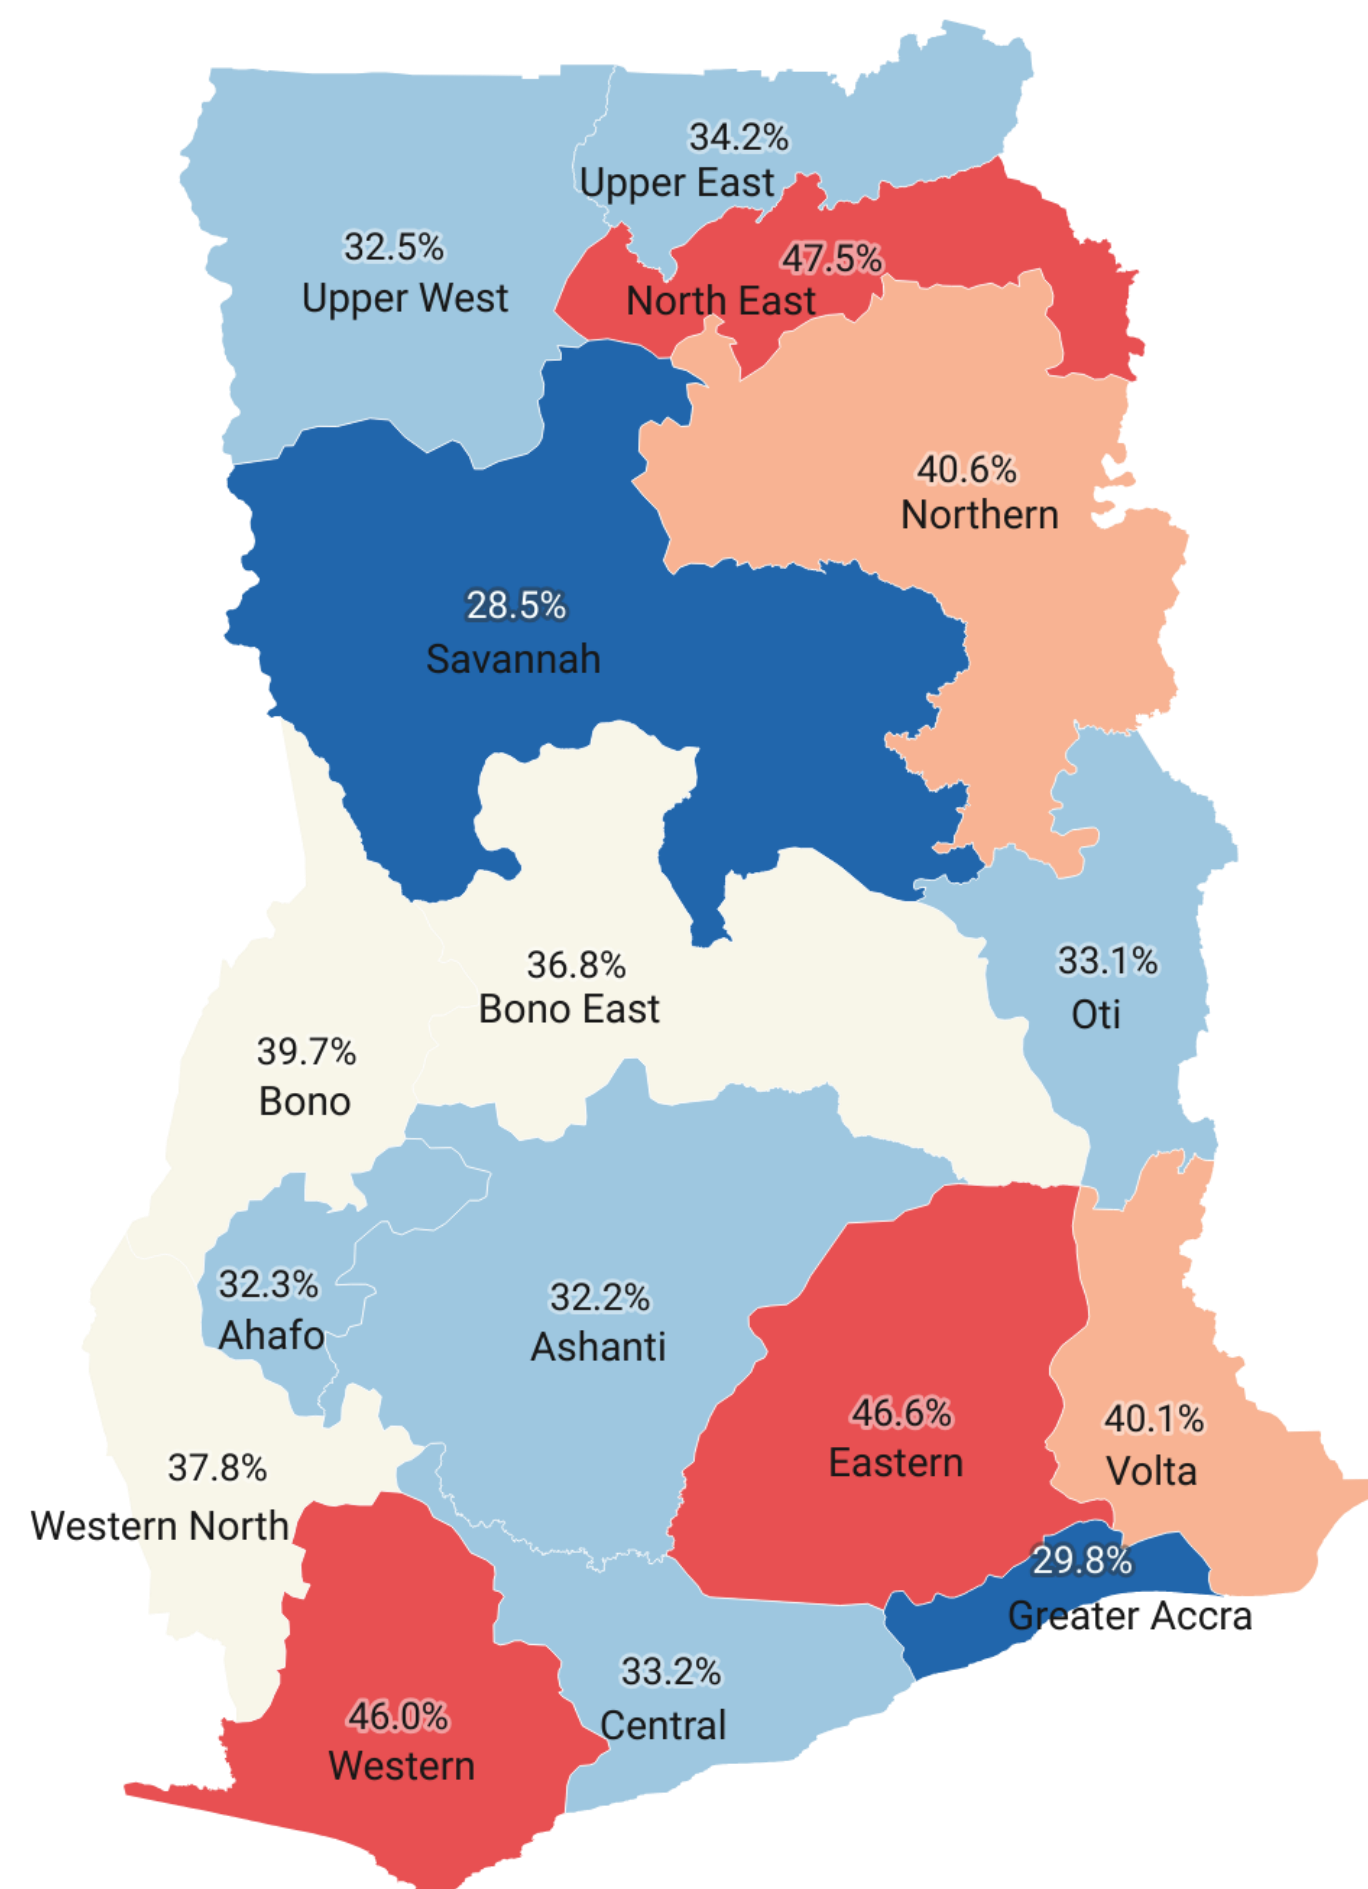 34.2%
Upper East
32.5%
Upper West
47.5%
North East
40.6%
Northern
28.5%
Savannah
36.8%
Bono East
33.1%
Oti
39.7%
Bono
32.3%
Ahafo
32.2%
Ashanti
46.6%
Eastern
40.1%
Volta
37.8%
Western North
29.8%
Greater Accra
33.2%
Central
46.0%
Western